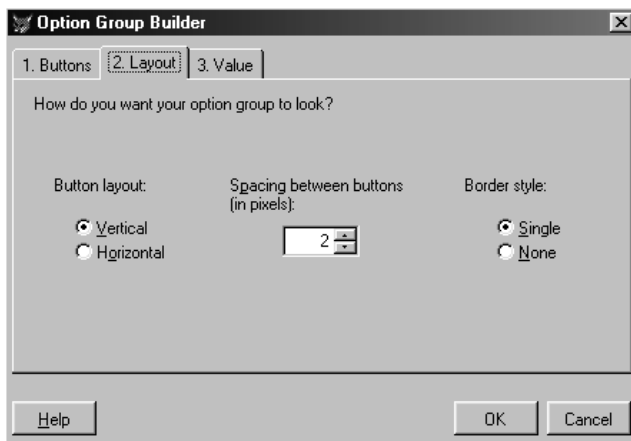 Option Group Builder
1. Buttons 2. Layout 3. Value
How do you want your option group to look?
Button layout:
Vertical
Horizontal
Spacing between buttons
(in pixels):
2
Border style:
Single
None
Help OK Cancel